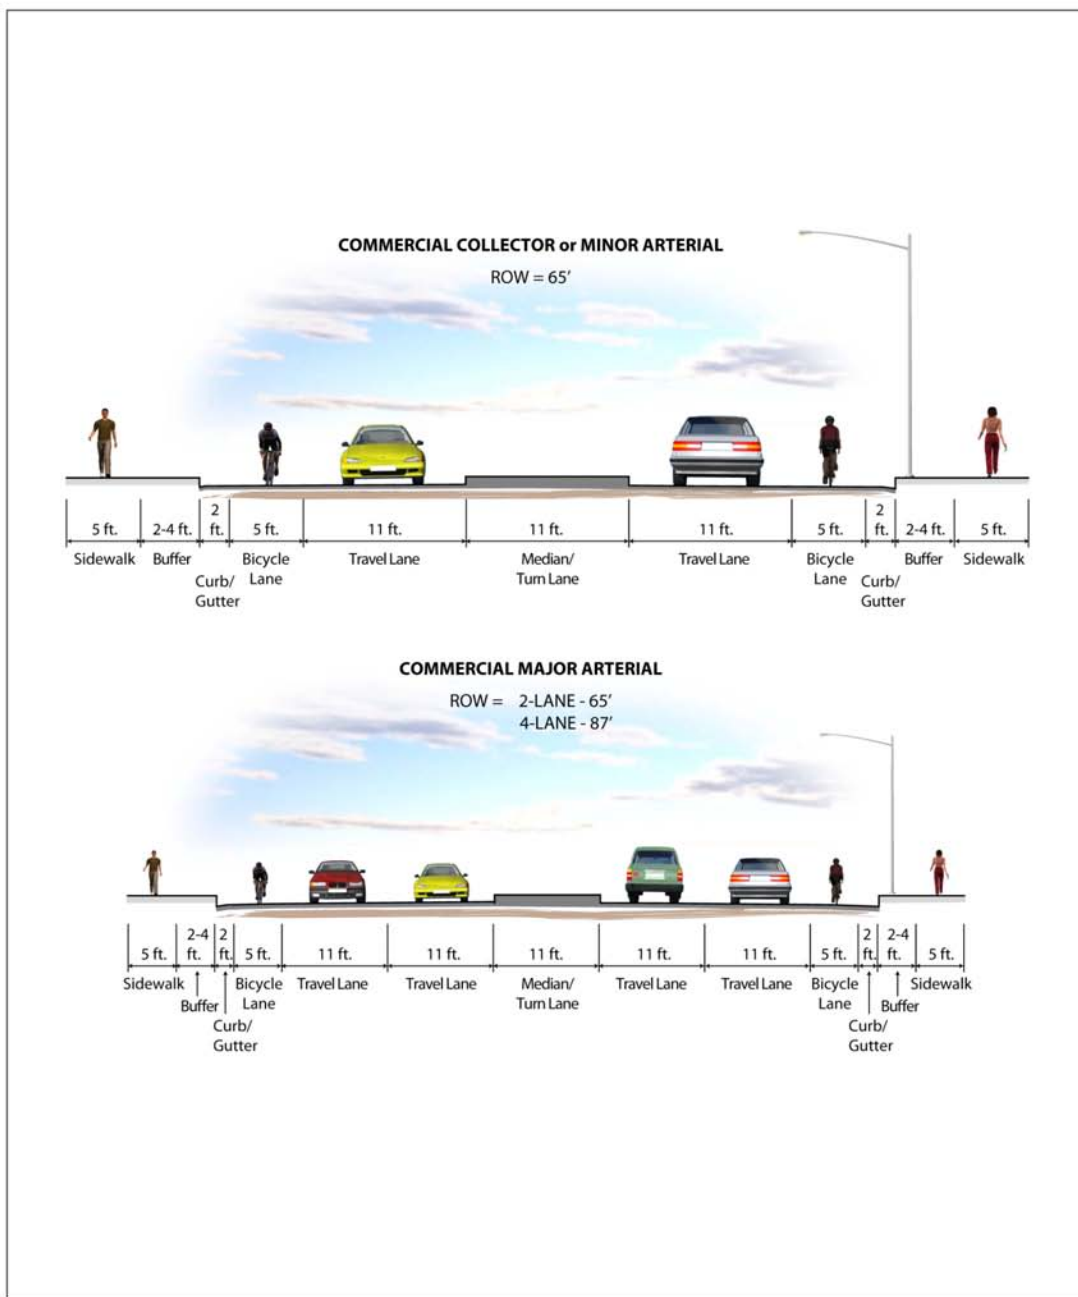 COMMERCIAL COLLECTOR or MINOR ARTERIAL
ROW = 65’
5 ft. 2-4 ft. 2 ft. 5 ft. 11 ft. 11 ft. 11 ft. 5 ft. 2 ft. 2-4 ft. 5 ft.
Sidewalk Buffer Curb/ Gutter Bicycle Lane Travel Lane Median/ Turn Lane Travel Lane Bicycle Lane Curb/ Gutter Buffer Sidewalk
COMMERCIAL MAJOR ARTERIAL
ROW = 2-LANE - 65’
4-LANE - 87’
5 ft. 2-4 ft. 2 ft. 5 ft. 11 ft. 11 ft. 11 ft. 11 ft. 11 ft. 5 ft. 2 ft. 2-4 ft. 5 ft.
Sidewalk Buffer Curb/ Gutter Bicycle Lane Travel Lane Travel Lane Median/ Turn Lane Travel Lane Travel Lane Bicycle Lane Curb/ Gutter Buffer Sidewalk